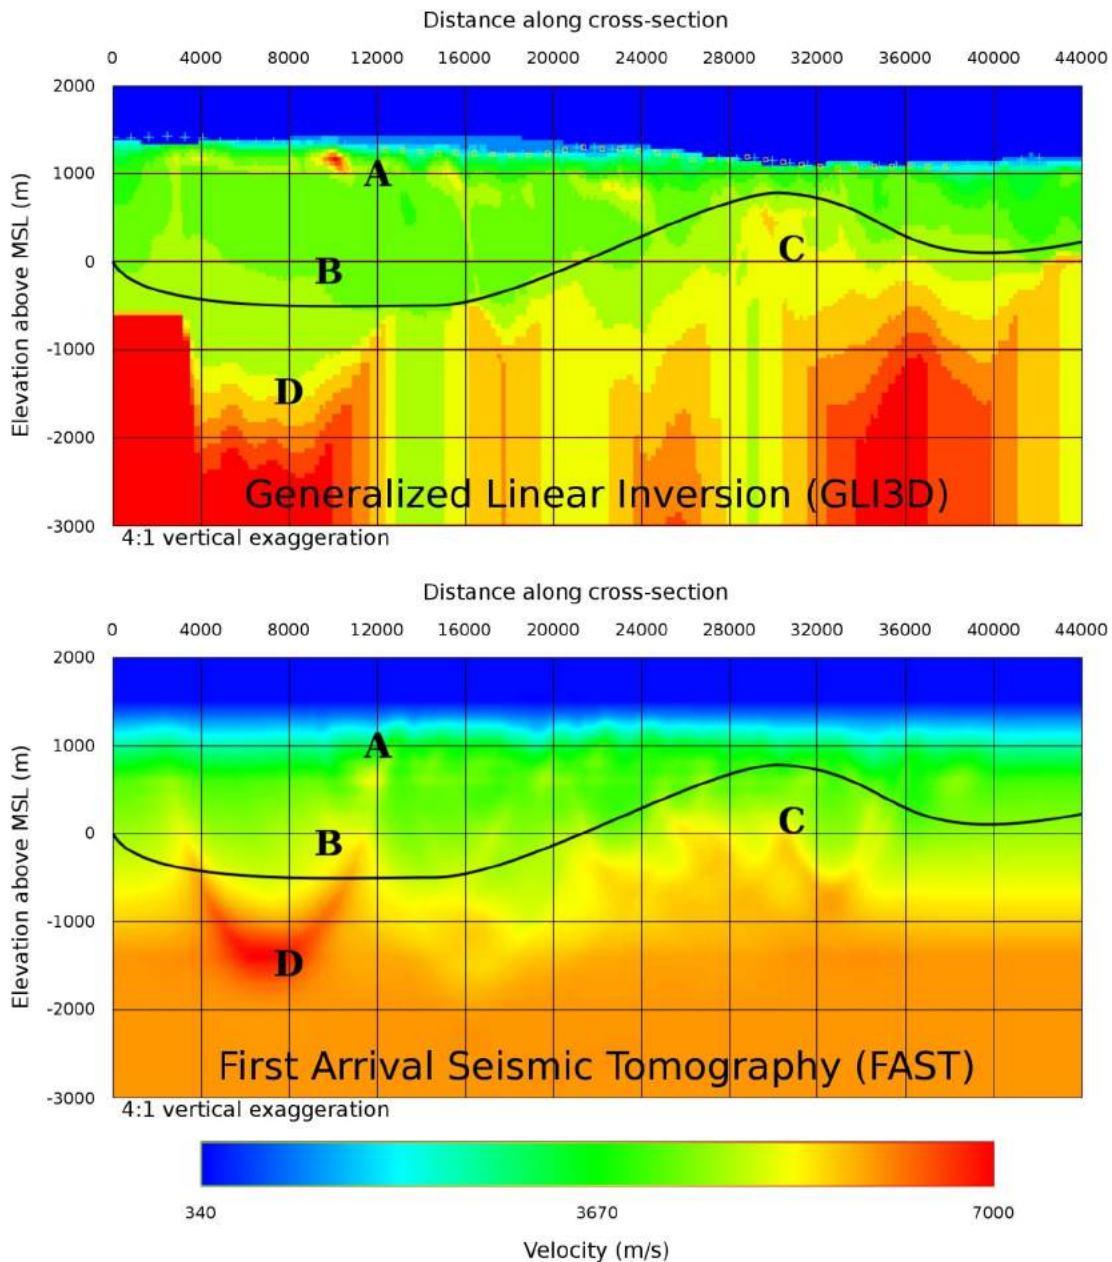 Distance along cross-section
0 4000 8000 12000 16000 20000 24000 28000 32000 36000 40000 44000
2000
1000
0
-1000
-2000
-3000
Elevation above MSL (m)
A
B
C
D
Generalized Linear Inversion (GLI3D)
4:1 vertical exaggeration
Distance along cross-section
0 4000 8000 12000 16000 20000 24000 28000 32000 36000 40000 44000
2000
1000
0
-1000
-2000
-3000
Elevation above MSL (m)
A
B
C
D
First Arrival Seismic Tomography (FAST)
4:1 vertical exaggeration
340 3670 7000
Velocity (m/s)